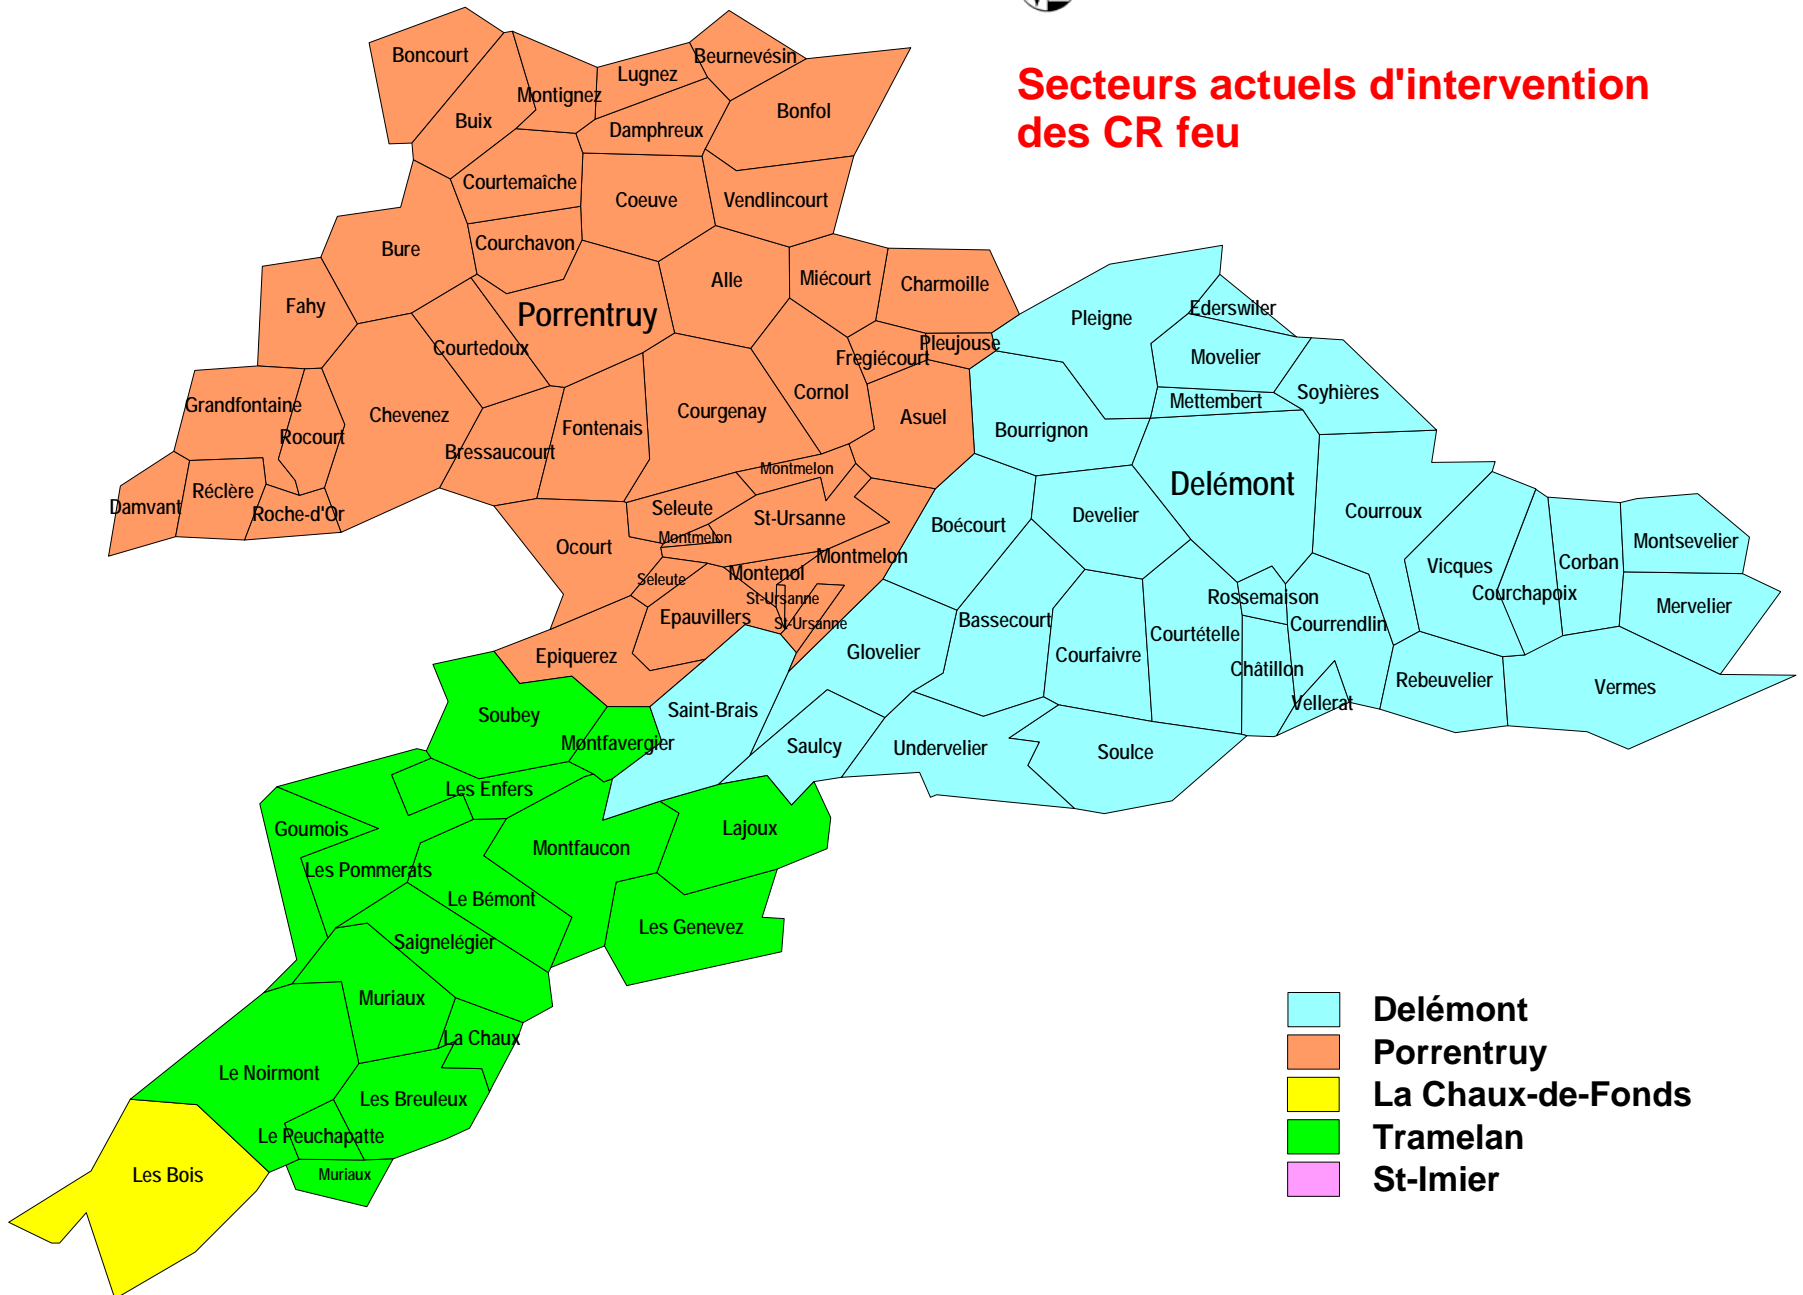 Secteurs actuels d'intervention
des CR feu
Boncourt
Beurnevésin
Lugnez
Montignez
Bonfol
Buix
Damphreux
Courtemaîche
Coeuve
Vendlincourt
Bure
Courchavon
Alle
Miécourt
Charmoille
Fahy
Porrentruy
Pleigne
Ederswiler
Courtedoux
Pleujouse
Fregiécourt
Movelier
Grandfontaine
Chevenez
Cornol
Soyhières
Mettembert
Courgenay
Asuel
Rocourt
Fontenais
Bourrignon
Bressaucourt
Montmelon
Delémont
Réclère
Damvant
Roche-d'Or
Seleute
St-Ursanne
Boécourt
Develier
Courroux
Montmelon
Ocourt
Montmelon
Montsevelier
Vicques
Corban
Seleute
Montenol
Courchapoix
St-Ursanne
Rossemaison
Mervelier
Epauvillers
St-Ursanne
Bassecourt
Courtételle
Courrendlin
Epiquerez
Glovelier
Courfaivre
Châtillon
Rebeuvelier
Vermes
Soubey
Saint-Brais
Vellerat
Montfavergier
Saulcy
Undervelier
Soulce
Les Enfers
Goumois
Lajoux
Montfaucon
Les Pommerats
Le Bémont
Les Genevez
Saignelégier
Muriaux
La Chaux
Le Noirmont
Les Breuleux
Le Peuchapatte
Les Bois
Muriaux
Delémont
Porrentruy
La Chaux-de-Fonds
Tramelan
St-Imier